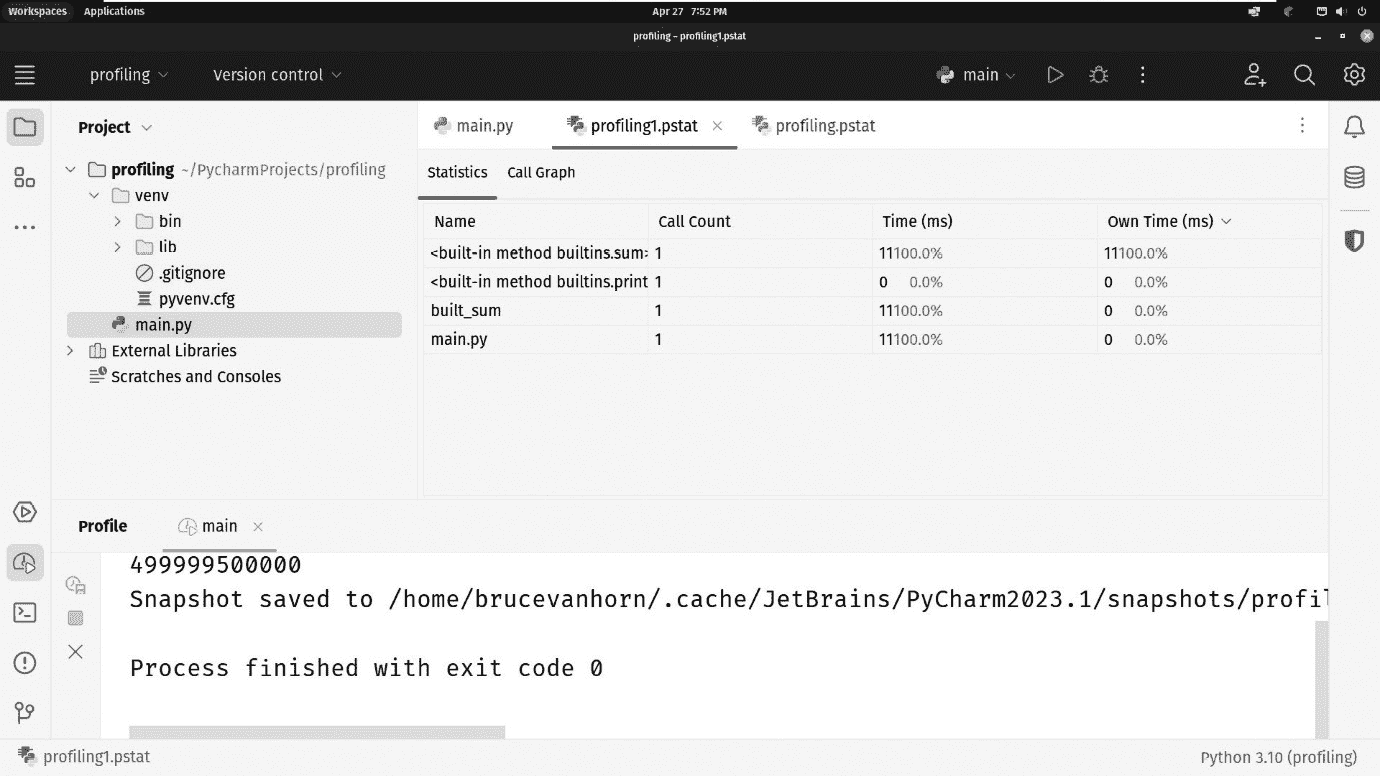 Workspaces Applications Apr 27 7:52 PM
profiling – profiling1.pstat
profiling Version control main
Project
main.py profiling1.pstat profiling.pstat
profiling ~/PycharmProjects/profiling
venv
bin
lib
.gitignore
pyvenv.cfg
main.py
External Libraries
Scratches and Consoles
Statistics Call Graph
Name Call Count Time (ms) Own Time (ms)
<built-in method builtins.sum> 1 11 100.0% 11 100.0%
<built-in method builtins.print 1 0 0.0% 0 0.0%
built_sum 1 11 100.0% 0 0.0%
main.py 1 11 100.0% 0 0.0%
Profile main
499999500000
Snapshot saved to /home/brucevanhorn/.cache/JetBrains/PyCharm2023.1/snapshots/profil
Process finished with exit code 0
profiling1.pstat Python 3.10 (profiling)